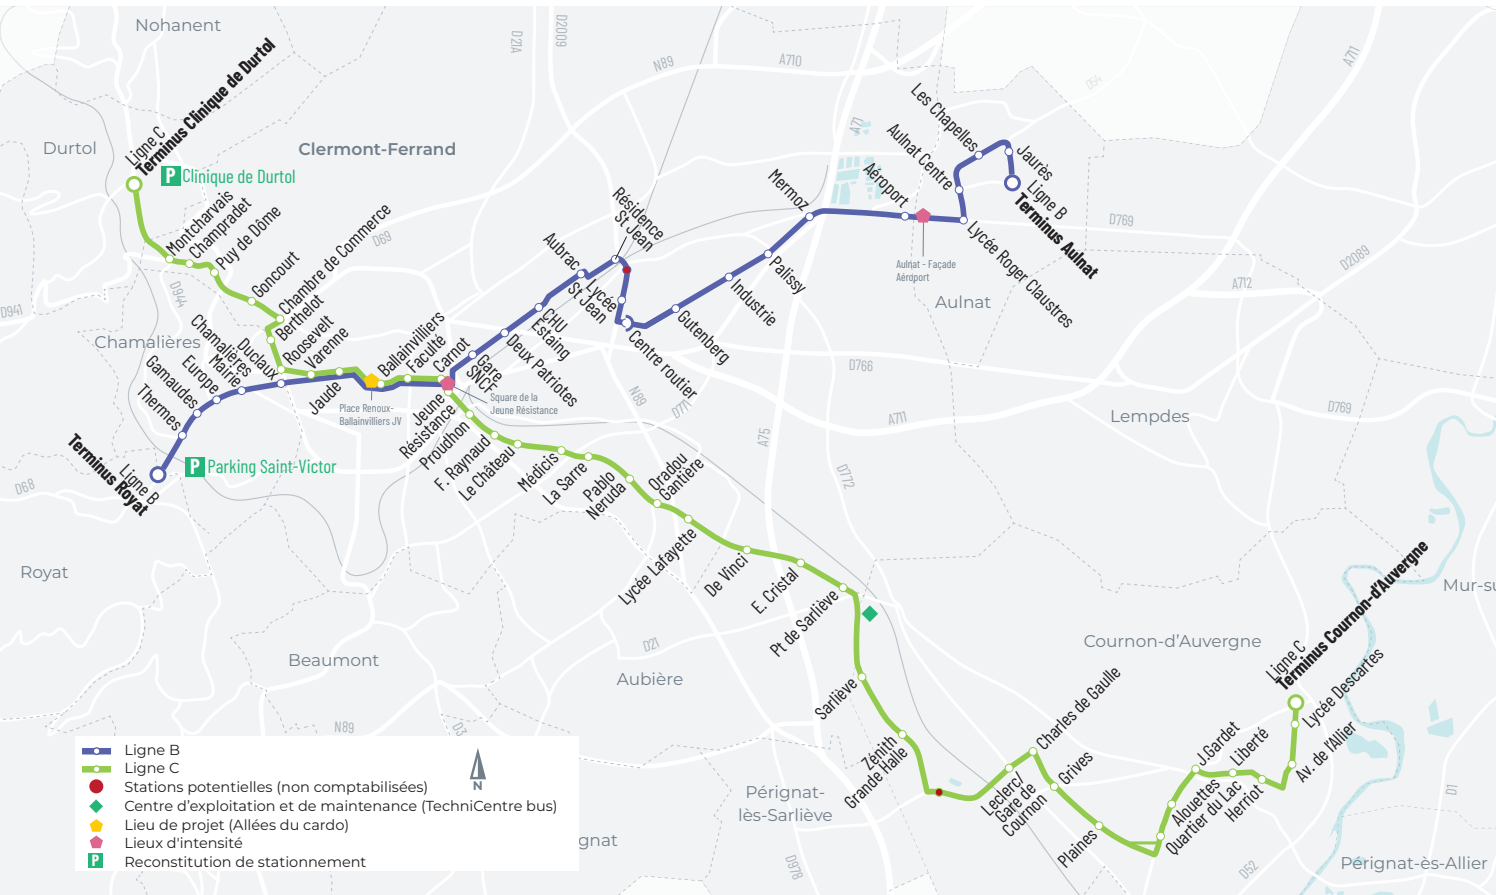 Nohanent
D21A
D2009
N89
A710
A711
D54
Durtol
Ligne C
Terminus Clinique de Durtol
P Clinique de Durtol
Clermont-Ferrand
A71
Les Chapelles
Aulnat Centre
Aéroport
Jaurès
Ligne B
Terminus Aulnat
Montcharvais
Champradet
Puy de Dôme
Goncourt
Chambre de Commerce
D69
Berthelot
Roosevelt
Varenne
Résidence
St Jean
Aubrac
Lycée
St Jean
Mermoz
Palissy
Industrie
Gutenberg
Centre routier
Lycée Roger Claustres
Aulnat - Façade
Aéroport
Aulnat
D769
D2089
A712
D941
D944
Chamalières
Duclaux
Chamalières
Mairie
Europe
Gamaudes
Thermes
Jaude
Ballainvilliers
Faculté
Carnot
Gare
SNCF
CHU
Estaing
Deux Patriotes
Place Renoux-
Ballainvilliers JV
Square de la
Jeune Résistance
D766
N89
D771
A711
Lempdes
D769
Terminus Royat
Ligne B
P Parking Saint-Victor
D68
Jeune
Résistance
Proudhon
F. Raynaud
Le Château
Médicis
La Sarre
Pablo
Neruda
Oradou
Gantière
A75
D772
Royat
Lycée Lafayette
De Vinci
E. Cristal
Pt de Sarliève
Beaumont
D21
Aubière
Cournon-d'Auvergne
Mur-su
Ligne C
Terminus Cournon-d'Auvergne
Lycée Descartes
Av. de l'Allier
Sarliève
Zénith
Grande Halle
Charles de Gaulle
Leclerc/
Gare de
Cournon
Grives
Plaines
J.Gardet
Liberté
Alouettes
Quartier du Lac
Herriot
N89
D3
Pérignat-
lès-Sarliève
gnat
D978
D52
D1
Pérignat-ès-Allier
Ligne B
Ligne C
Stations potentielles (non comptabilisées)
Centre d'exploitation et de maintenance (TechniCentre bus)
Lieu de projet (Allées du cardo)
Lieux d'intensité
P Reconstitution de stationnement
N